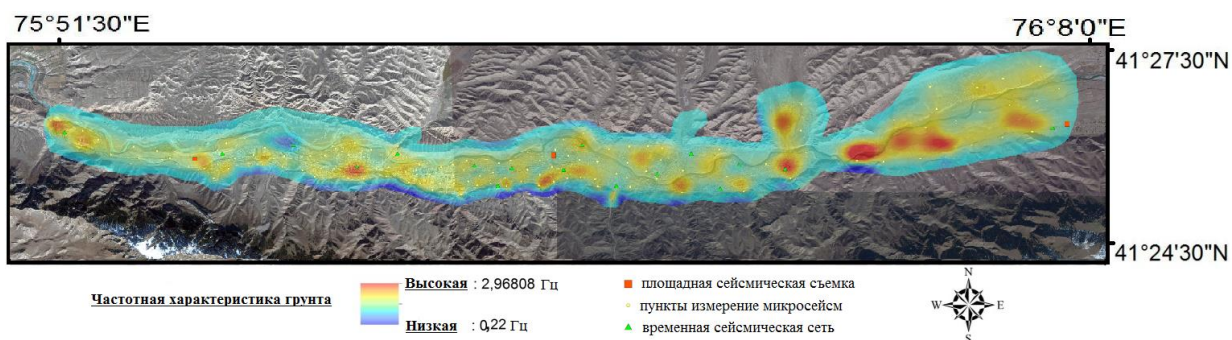 75°51'30"E
76°8'0"E
41°27'30"N
41°24'30"N
Частотная характеристика грунта
Высокая : 2,96808 Гц
Низкая : 0,22 Гц
площадная сейсмическая съемка
пункты измерение микросейсм
временная сейсмическая сеть
N
W E
S